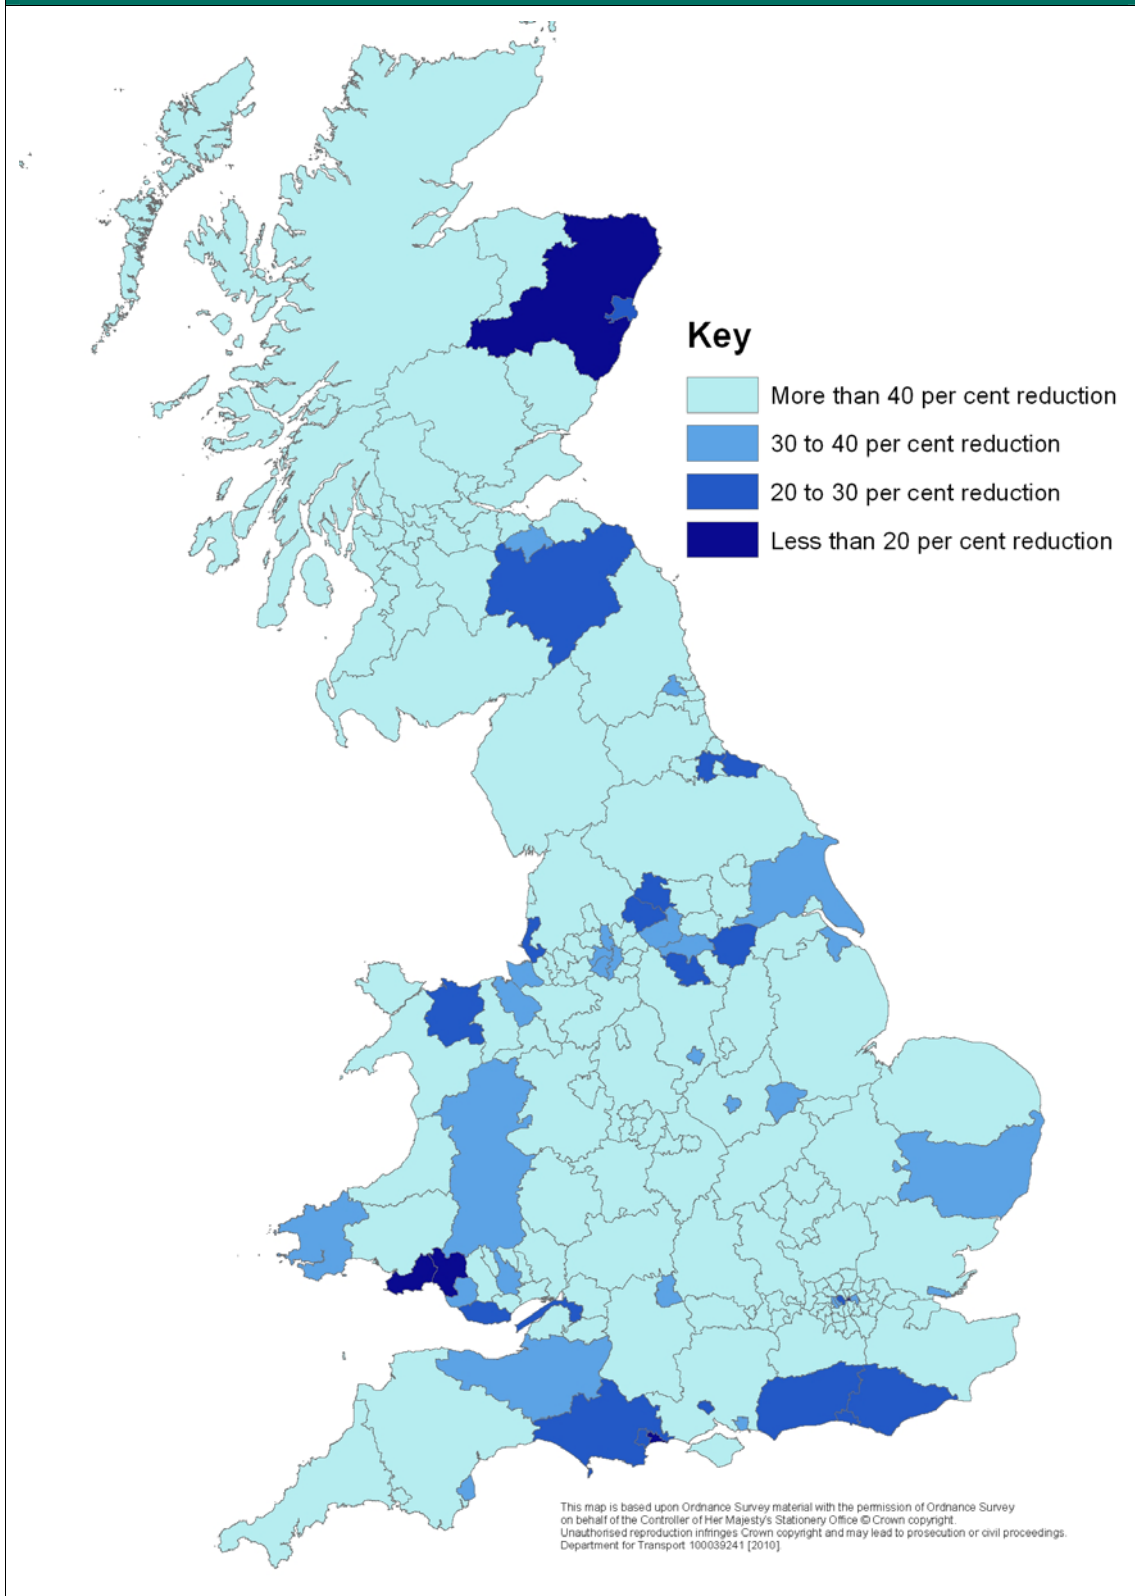 Key
More than 40 per cent reduction
30 to 40 per cent reduction
20 to 30 per cent reduction
Less than 20 per cent reduction
This map is based upon Ordnance Survey material with the permission of Ordnance Survey
on behalf of the Controller of Her Majesty's Stationery Office © Crown copyright.
Unauthorised reproduction infringes Crown copyright and may lead to prosecution or civil proceedings.
Department for Transport 100039241 [2010]